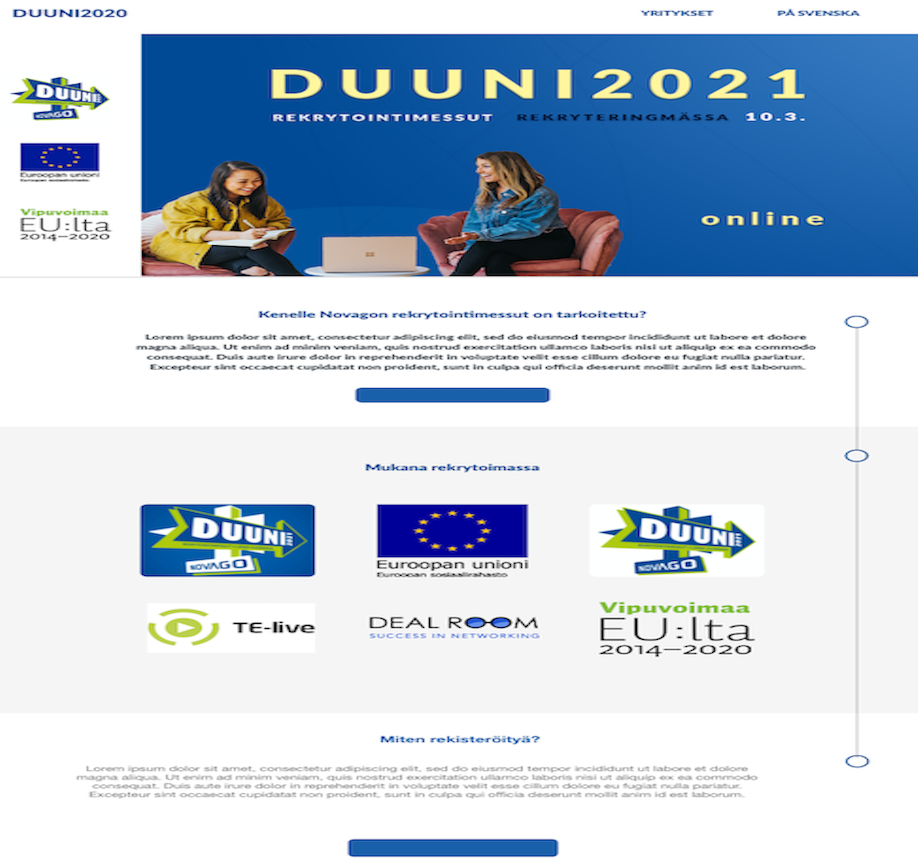 DUUNI2020
YRITYKSET PÅ SVENSKA
DUUNI2021
REKRYTOINTIMESSUT REKRYTERINGMÄSSA 10.3.
online
DUUNI
NOVAGO
Euroopan unioni
Euroopan sosiaalirahasto
Vipuvoimaa
EU:lta
2014–2020
Kenelle Novagon rekrytointimessut on tarkoitettu?
Lorem ipsum dolor sit amet, consectetur adipiscing elit, sed do eiusmod tempor incididunt ut labore et dolore
magna aliqua. Ut enim ad minim veniam, quis nostrud exercitation ullamco laboris nisi ut aliquip ex ea commodo
consequat. Duis aute irure dolor in reprehenderit in voluptate velit esse cillum dolore eu fugiat nulla pariatur.
Excepteur sint occaecat cupidatat non proident, sunt in culpa qui officia deserunt mollit anim id est laborum.
Mukana rekrytoimassa
DUUNI
NOVAGO
Euroopan unioni
Euroopan sosiaalirahasto
DUUNI
NOVAGO
TE-live
DEAL ROOM
SUCCESS IN NETWORKING
Vipuvoimaa
EU:lta
2014–2020
Miten rekisteröityä?
Lorem ipsum dolor sit amet, consectetur adipiscing elit, sed do eiusmod tempor incididunt ut labore et dolore
magna aliqua. Ut enim ad minim veniam, quis nostrud exercitation ullamco laboris nisi ut aliquip ex ea commodo
consequat. Duis aute irure dolor in reprehenderit in voluptate velit esse cillum dolore eu fugiat nulla pariatur.
Excepteur sint occaecat cupidatat non proident, sunt in culpa qui officia deserunt mollit anim id est laborum.